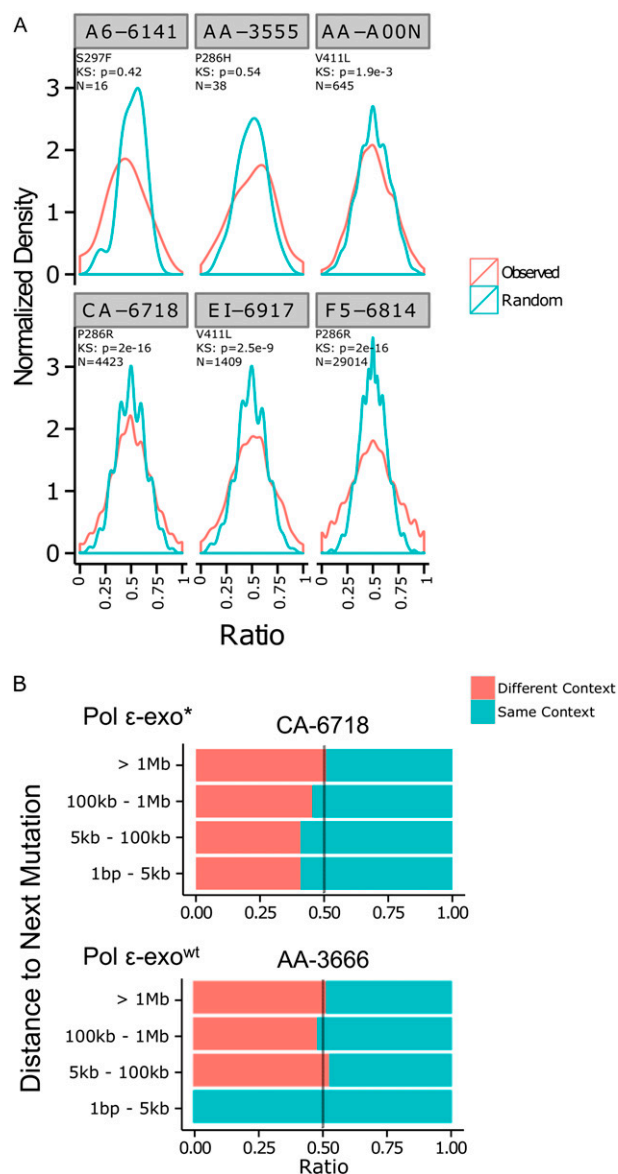 A
A6-6141 AA-3555 AA-A00N
S297F P286H V411L
KS: p=0.42 KS: p=0.54 KS: p=1.9e-3
N=16 N=38 N=645
3
2
1
0
Normalized Density
Observed
Random
CA-6718 EI-6917 F5-6814
P286R V411L P286R
KS: p=2e-16 KS: p=2.5e-9 KS: p=2e-16
N=4423 N=1409 N=29014
3
2
1
0
0 0.25 0.5 0.75 1 0 0.25 0.5 0.75 1 0 0.25 0.5 0.75 1
Ratio
B
Different Context
Same Context
Pol ε-exo*
CA-6718
> 1Mb
100kb - 1Mb
5kb - 100kb
1bp - 5kb
0.00 0.25 0.50 0.75 1.00
Distance to Next Mutation
Pol ε-exowt
AA-3666
> 1Mb
100kb - 1Mb
5kb - 100kb
1bp - 5kb
0.00 0.25 0.50 0.75 1.00
Ratio